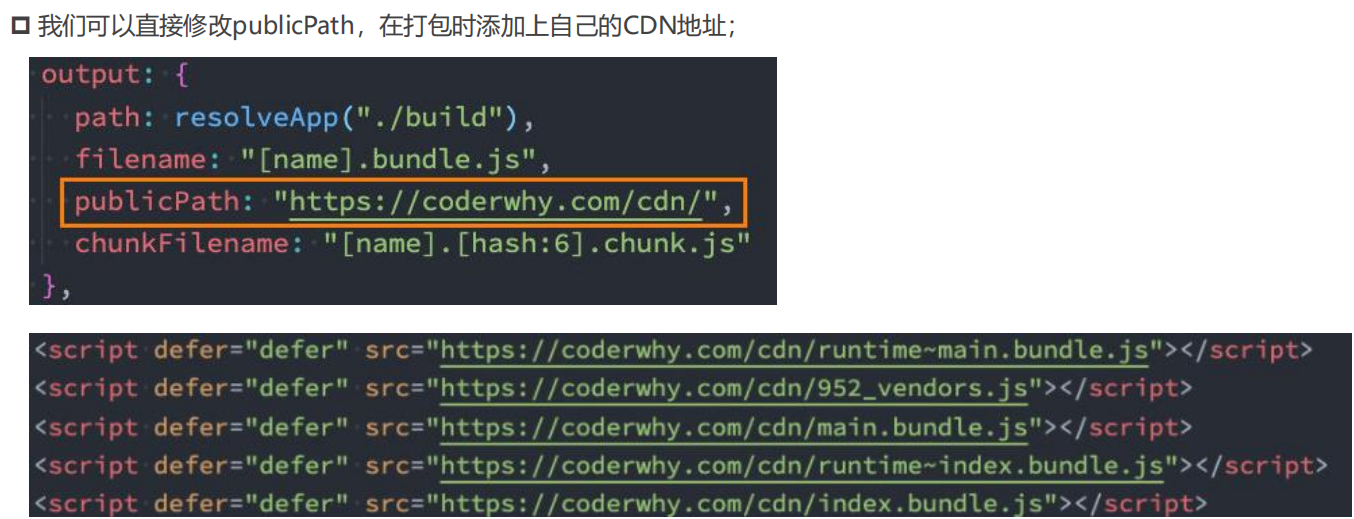 我们可以直接修改publicPath，在打包时添加上自己的CDN地址；
output: {
path: resolveApp("./build"),
filename: "[name].bundle.js",
publicPath: "https://coderwhy.com/cdn/",
chunkFilename: "[name].[hash:6].chunk.js"
},
<script defer="defer" src="https://coderwhy.com/cdn/runtime~main.bundle.js"></script>
<script defer="defer" src="https://coderwhy.com/cdn/952_vendors.js"></script>
<script defer="defer" src="https://coderwhy.com/cdn/main.bundle.js"></script>
<script defer="defer" src="https://coderwhy.com/cdn/runtime~index.bundle.js"></script>
<script defer="defer" src="https://coderwhy.com/cdn/index.bundle.js"></script>